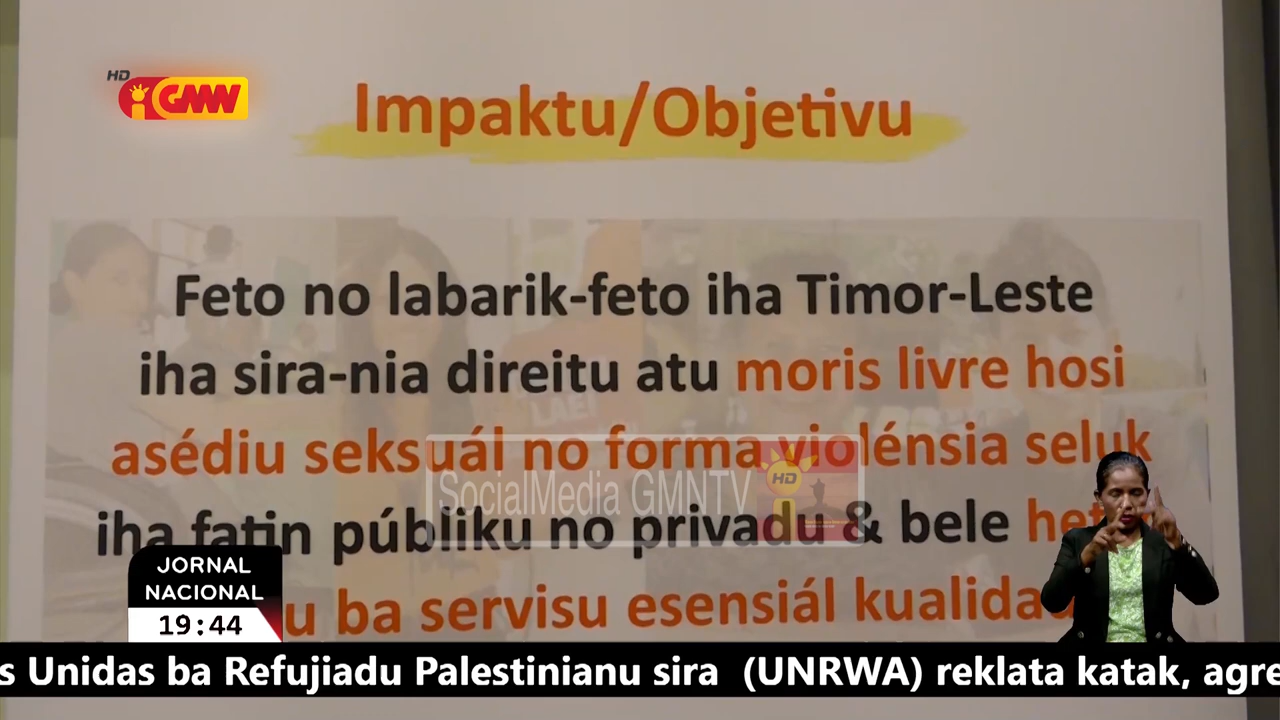 HD
GMN
Impaktu/Objetivu
Feto no labarik-feto iha Timor-Leste
iha sira-nia direitu atu moris livre hosi
asédiu seksuál no forma violénsia seluk
iha fatin públiku no privadu & bele
ba servisu esensiál
SocialMedia GMNTV
HD
JORNAL
NACIONAL
19:44
s Unidas ba Refujiadu Palestinianu sira (UNRWA) reklata katak, agre